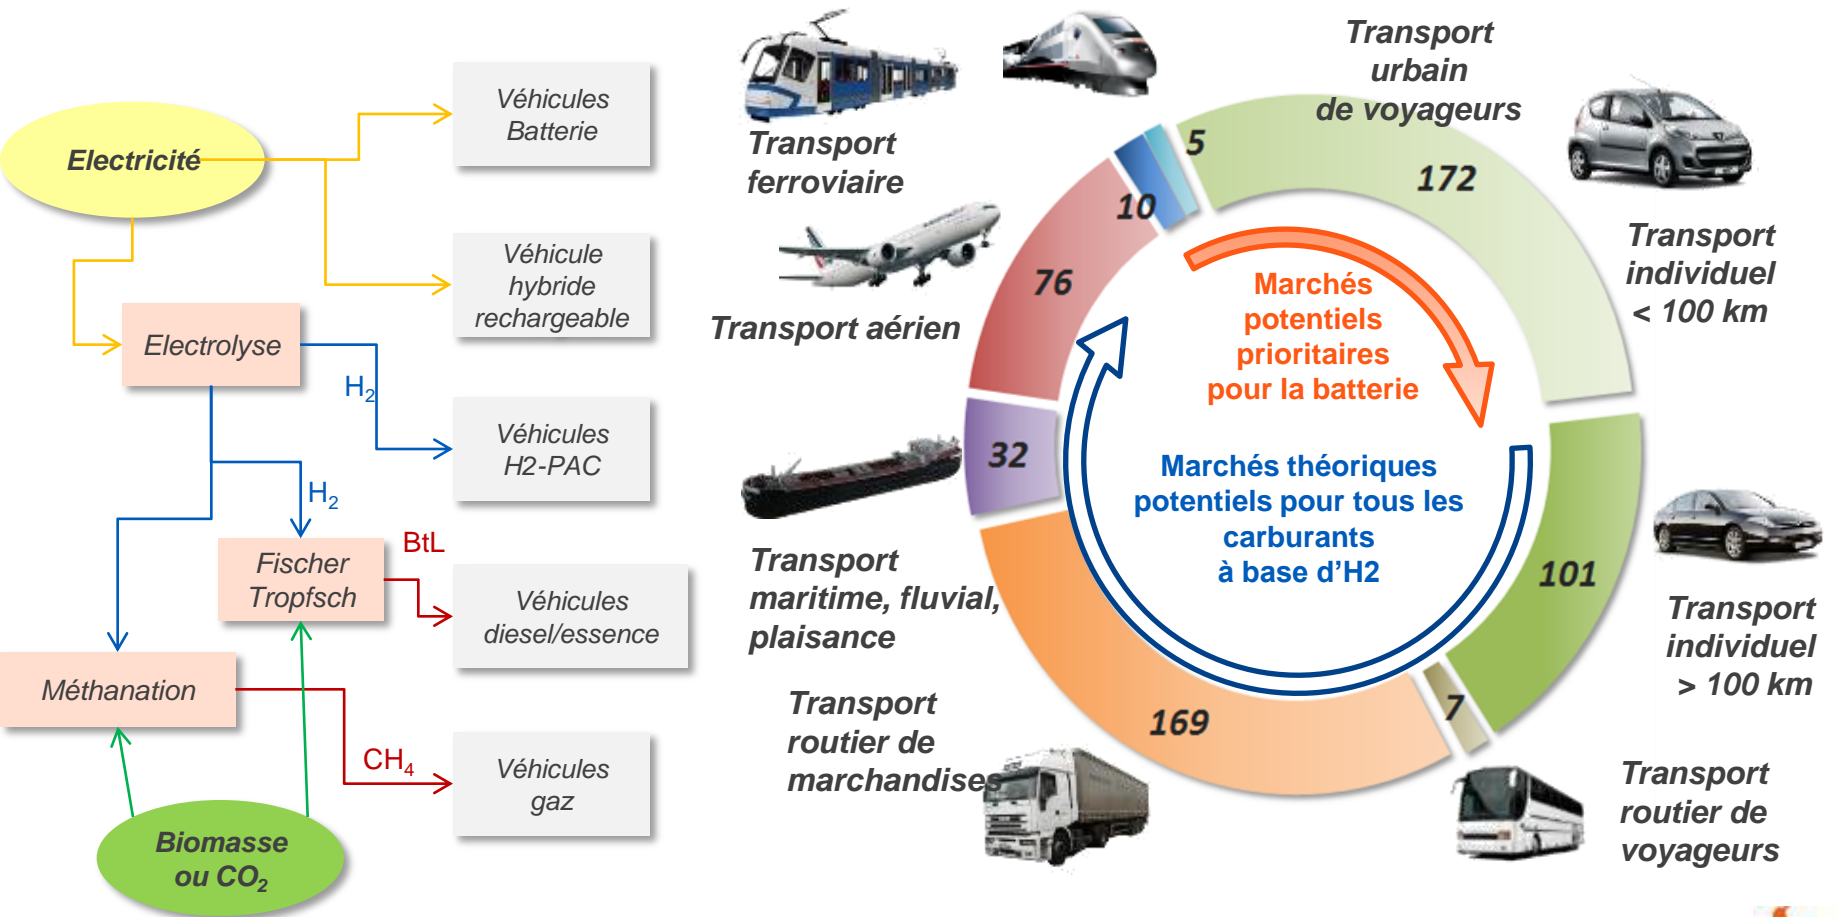 Electricité
Véhicules
Batterie
Véhicule
hybride
rechargeable
Electrolyse
H₂
Véhicules
H2-PAC
H₂
BtL
Fischer
Tropfsch
Véhicules
diesel/essence
Méthanation
CH₄
Véhicules
gaz
Biomasse
ou CO₂
Transport
urbain
de voyageurs
Transport
ferroviaire
5
172
10
Transport
individuel
< 100 km
76
Transport aérien
Marchés
potentiels
prioritaires
pour la batterie
32
Marchés théoriques
potentiels pour tous les
carburants
à base d’H2
Transport
maritime, fluvial,
plaisance
101
Transport
individuel
> 100 km
Transport
routier de
marchandises
169
7
Transport
routier de
voyageurs